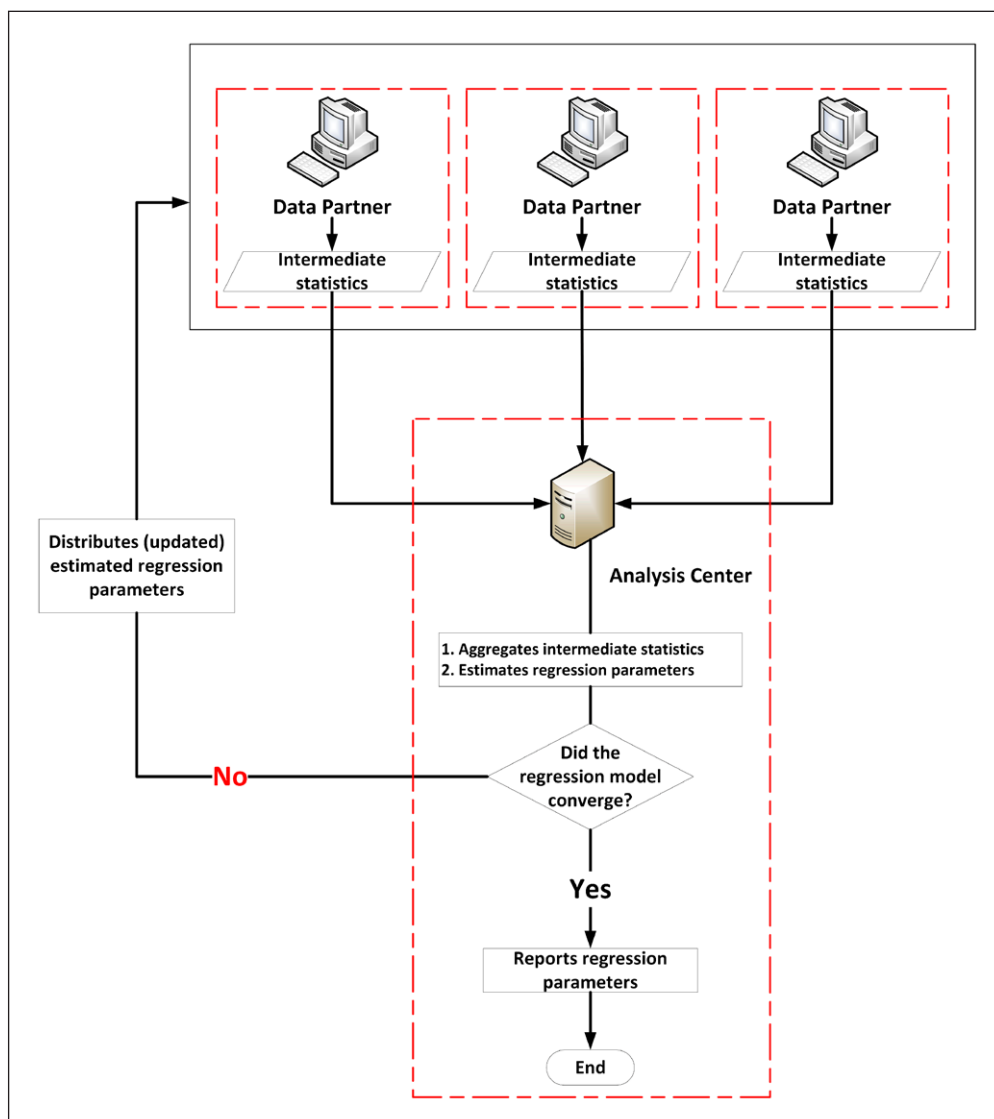 Data Partner
Data Partner
Data Partner
Intermediate
statistics
Intermediate
statistics
Intermediate
statistics
Distributes (updated)
estimated regression
parameters
Analysis Center
1. Aggregates intermediate statistics
2. Estimates regression parameters
Did the
regression model
converge?
No
Yes
Reports regression
parameters
End